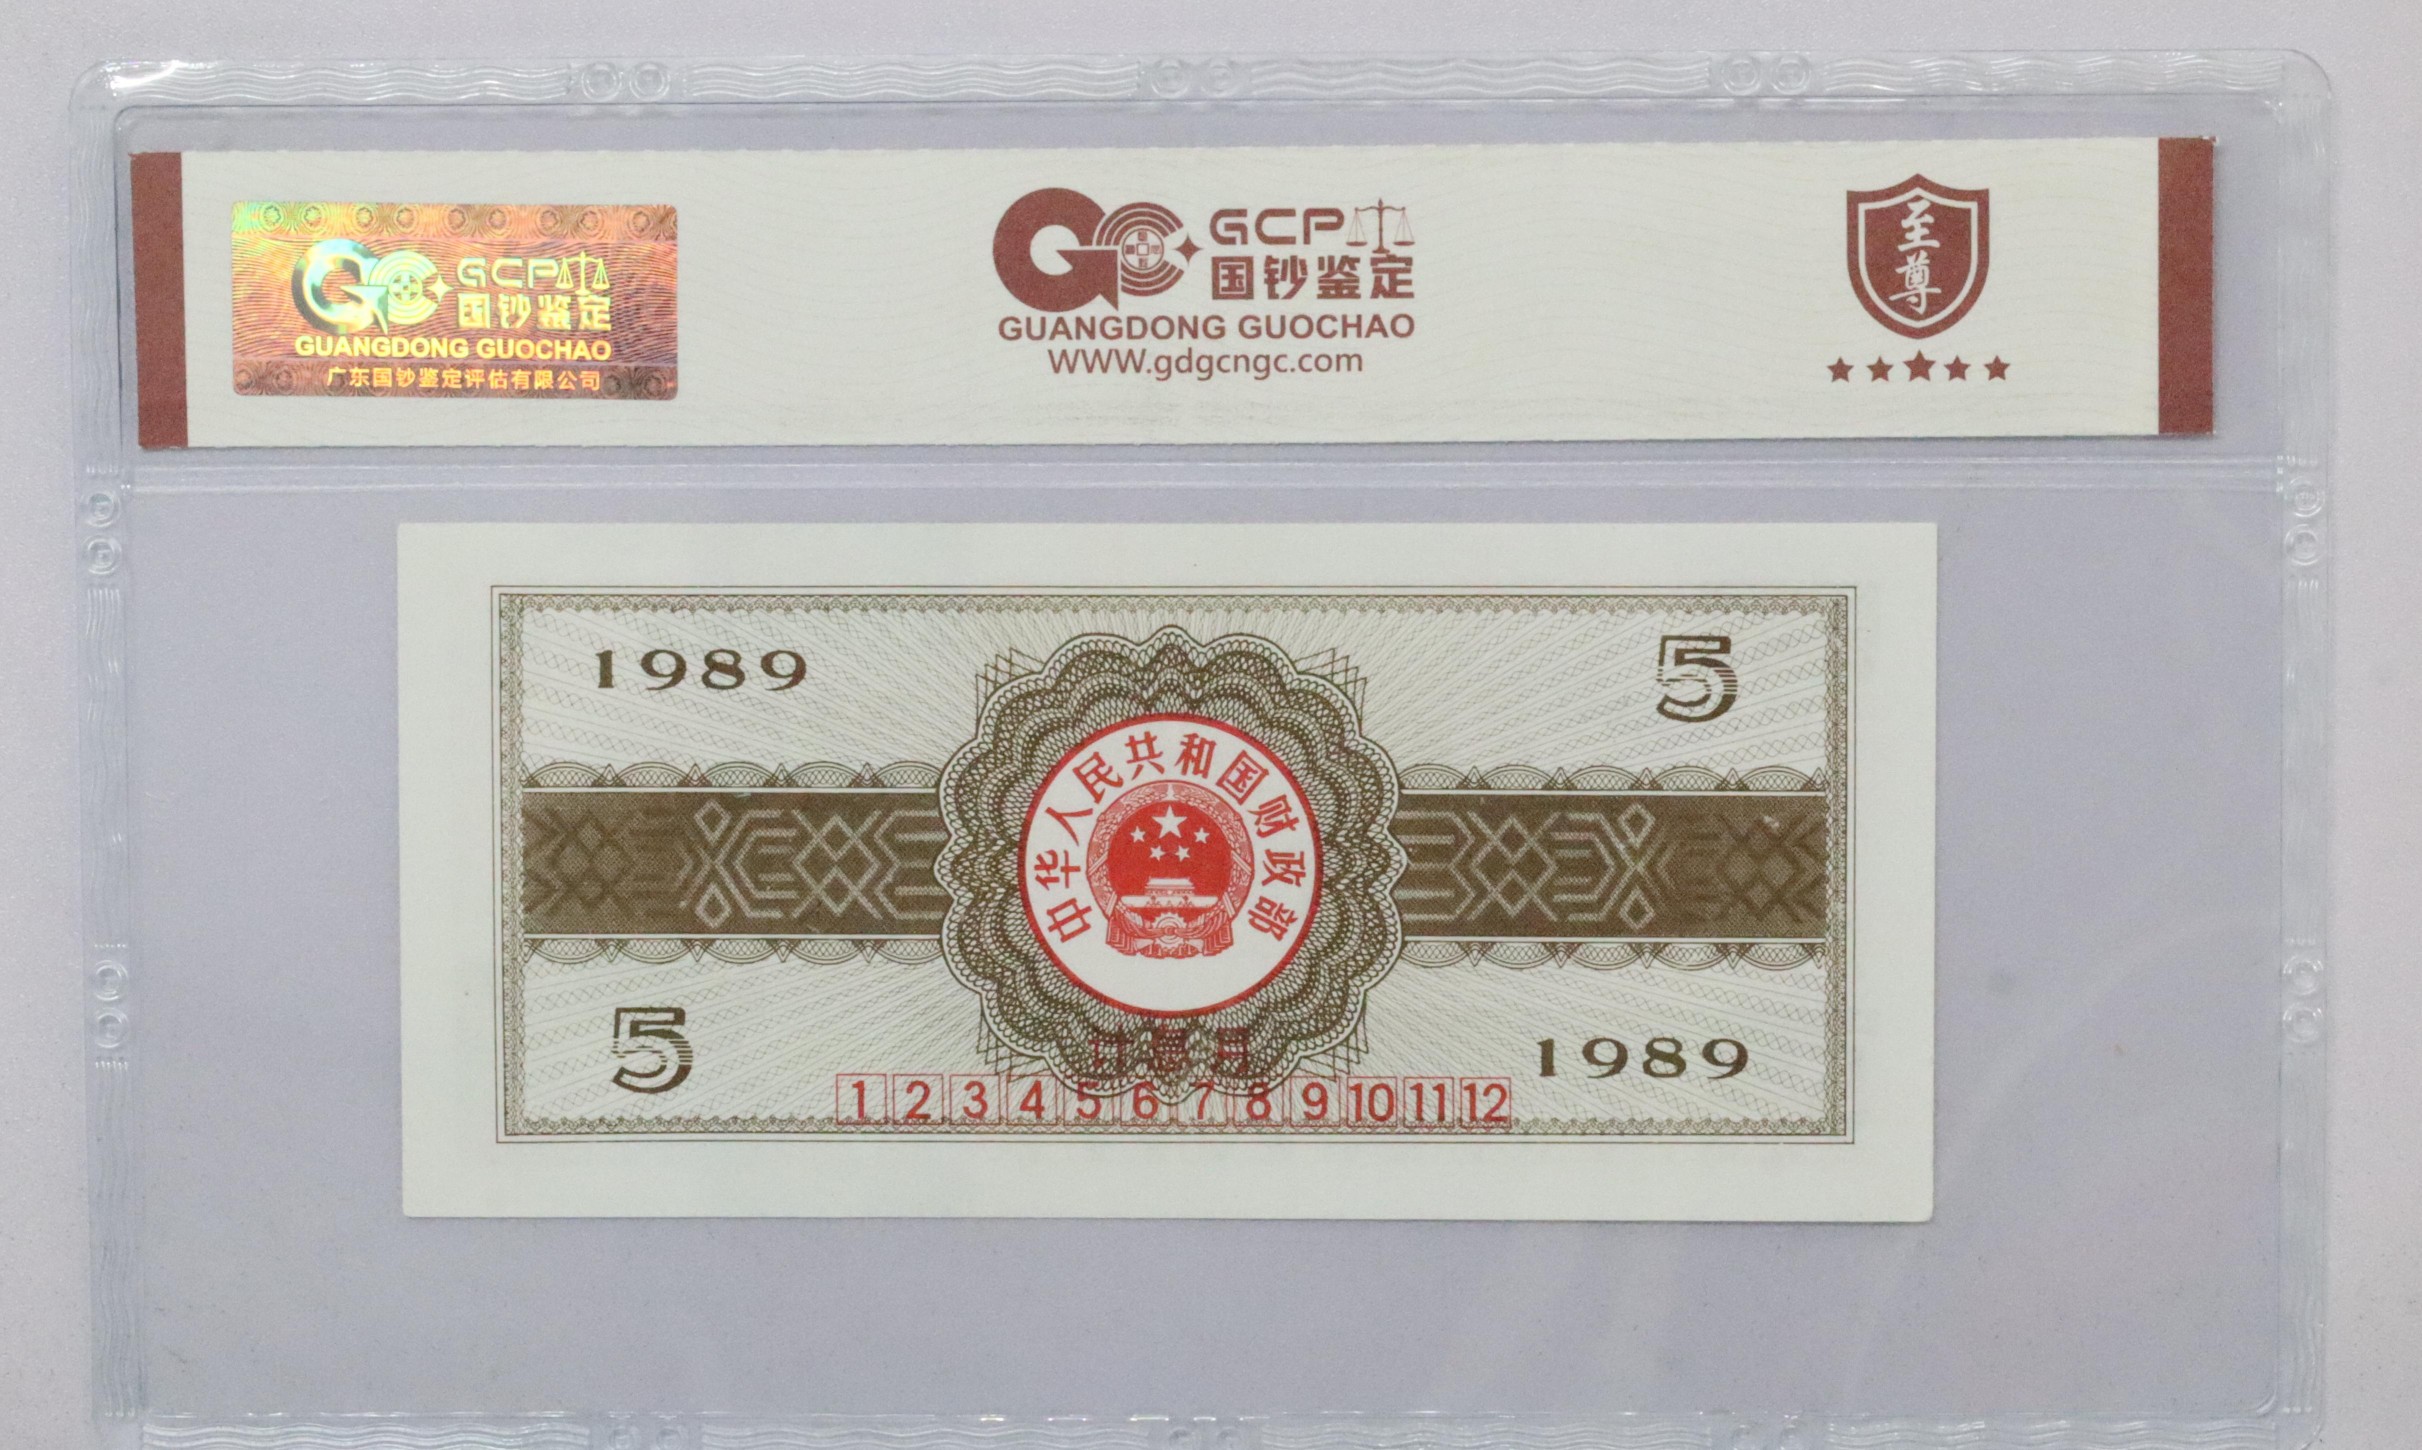 GCP
国钞鉴定
GUANGDONG GUOCHAO
广东国钞鉴定评估有限公司
GCP
国钞鉴定
GUANGDONG GUOCHAO
WWW.gdgcngc.com
至尊
1989
5
中华人民共和国财政部
5
1989
1 2 3 4 5 6 7 8 9 10 11 12